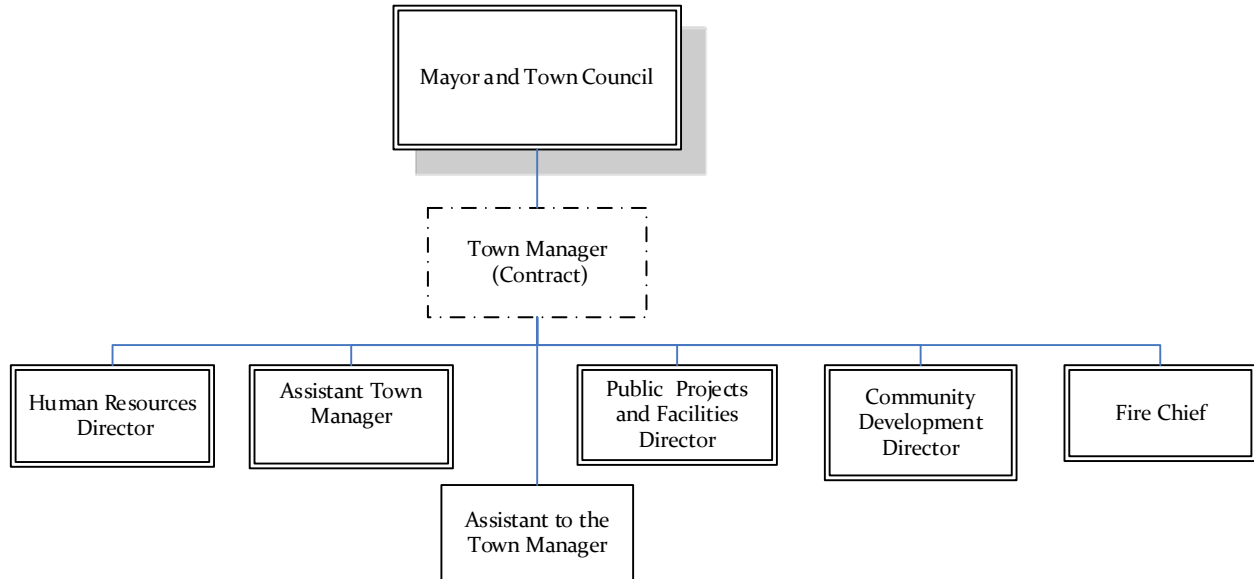 Mayor and Town Council
Town Manager
(Contract)
Human Resources
Director
Assistant Town
Manager
Public Projects
and Facilities
Director
Community
Development
Director
Fire Chief
Assistant to the
Town Manager